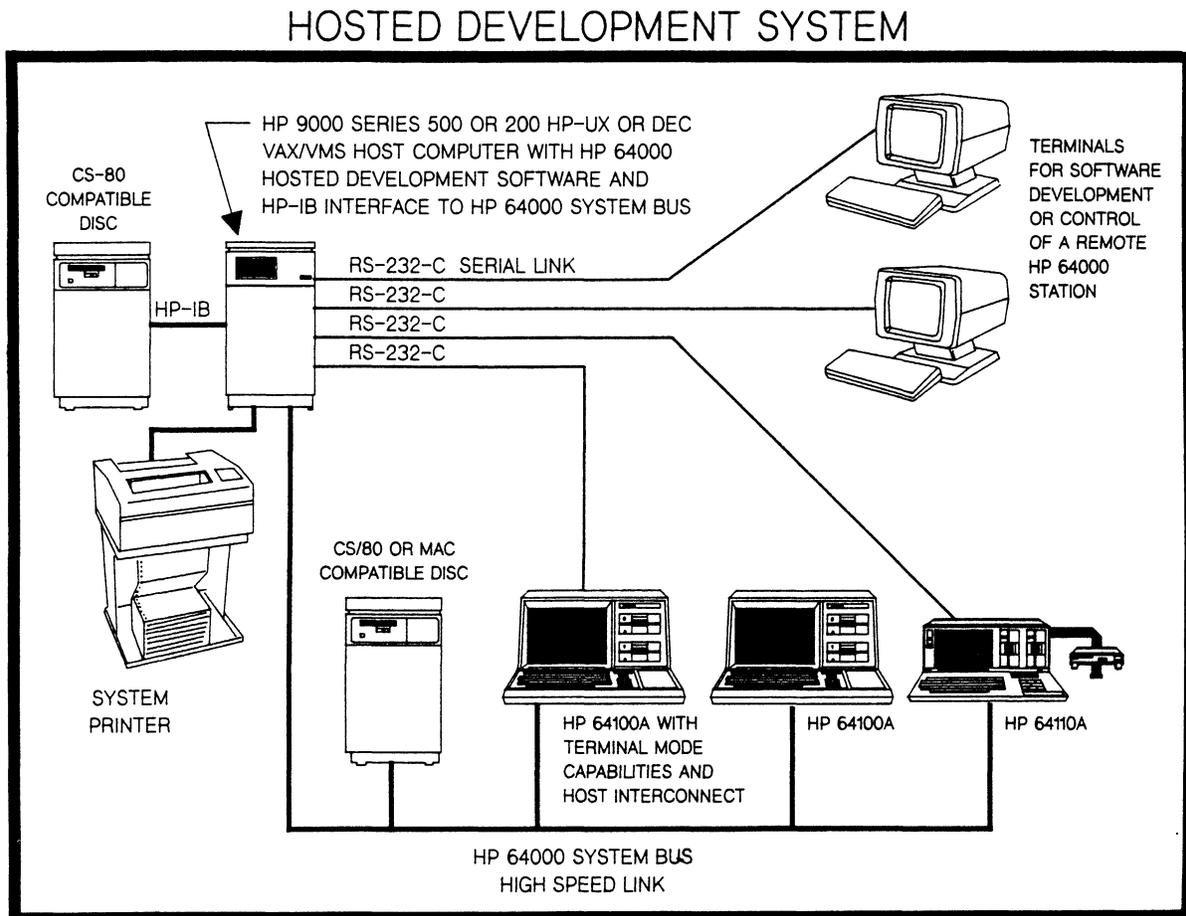 HOSTED DEVELOPMENT SYSTEM
HP 9000 SERIES 500 OR 200 HP-UX OR DEC
VAX/VMS HOST COMPUTER WITH HP 64000
HOSTED DEVELOPMENT SOFTWARE AND
HP-IB INTERFACE TO HP 64000 SYSTEM BUS
CS-80
COMPATIBLE
DISC
TERMINALS
FOR SOFTWARE
DEVELOPMENT
OR CONTROL
OF A REMOTE
HP 64000
STATION
HP-IB
RS-232-C SERIAL LINK
RS-232-C
RS-232-C
RS-232-C
SYSTEM
PRINTER
CS/80 OR MAC
COMPATIBLE DISC
HP 64100A WITH
TERMINAL MODE
CAPABILITIES AND
HOST INTERCONNECT
HP 64100A
HP 64110A
HP 64000 SYSTEM BUS
HIGH SPEED LINK